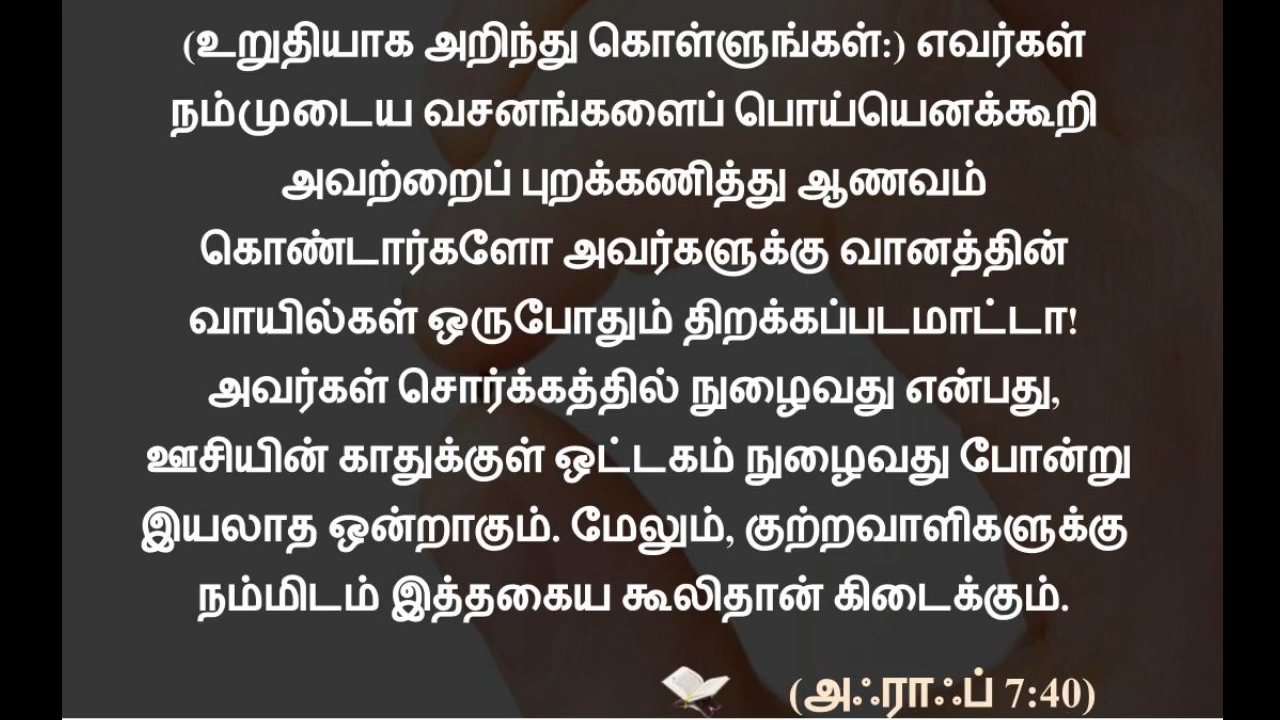 (உறுதியாக அறிந்து கொள்ளுங்கள்:) எவர்கள்
நம்முடைய வசனங்களைப் பொய்யெனக்கூறி
அவற்றைப் புறக்கணித்து ஆணவம்
கொண்டார்களோ அவர்களுக்கு வானத்தின்
வாயில்கள் ஒருபோதும் திறக்கப்படமாட்டா!
அவர்கள் சொர்க்கத்தில் நுழைவது என்பது,
ஊசியின் காதுக்குள் ஒட்டகம் நுழைவது போன்று
இயலாத ஒன்றாகும். மேலும், குற்றவாளிகளுக்கு
நம்மிடம் இத்தகைய கூலிதான் கிடைக்கும்.
(அஃராஃப் 7:40)